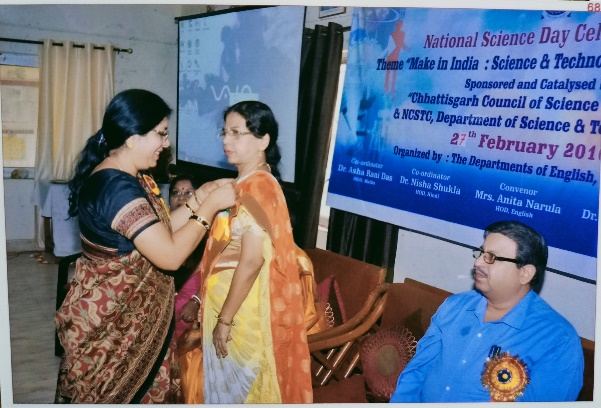 68
National Science Day Cel
Theme "Make in India : Science & Techno
Sponsored and Catalysed
"Chhattisgarh Council of Science
& NCSTC, Department of Science & Te
27th February 201
Organized by : The Departments of English,
Co-ordinator
Dr. Asha Rani Das
HOD, Maths
Co-ordinator
Dr. Nisha Shukla
HOD, Hindi
Convenor
Mrs. Anita Narula
HOD, English
Dr.